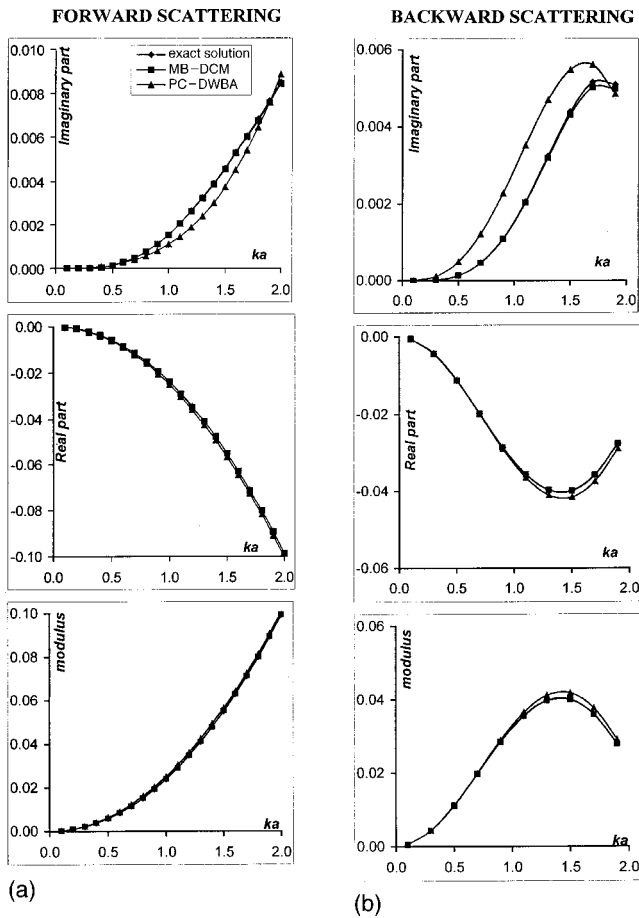 FORWARD SCATTERING
Imaginary part
0.010
0.008
0.006
0.004
0.002
0.000
exact solution
MB-DCM
PC-DWBA
ka
0.0 0.5 1.0 1.5 2.0
Real part
0.00
-0.02
-0.04
-0.06
-0.08
-0.10
ka
0.0 0.5 1.0 1.5 2.0
modulus
0.10
0.08
0.06
0.04
0.02
0.00
ka
0.0 0.5 1.0 1.5 2.0
(a)
BACKWARD SCATTERING
Imaginary part
0.006
0.004
0.002
0.000
ka
0.0 0.5 1.0 1.5 2.0
Real part
0.00
-0.02
-0.04
-0.06
ka
0.0 0.5 1.0 1.5 2.0
modulus
0.06
0.04
0.02
0.00
ka
0.0 0.5 1.0 1.5 2.0
(b)